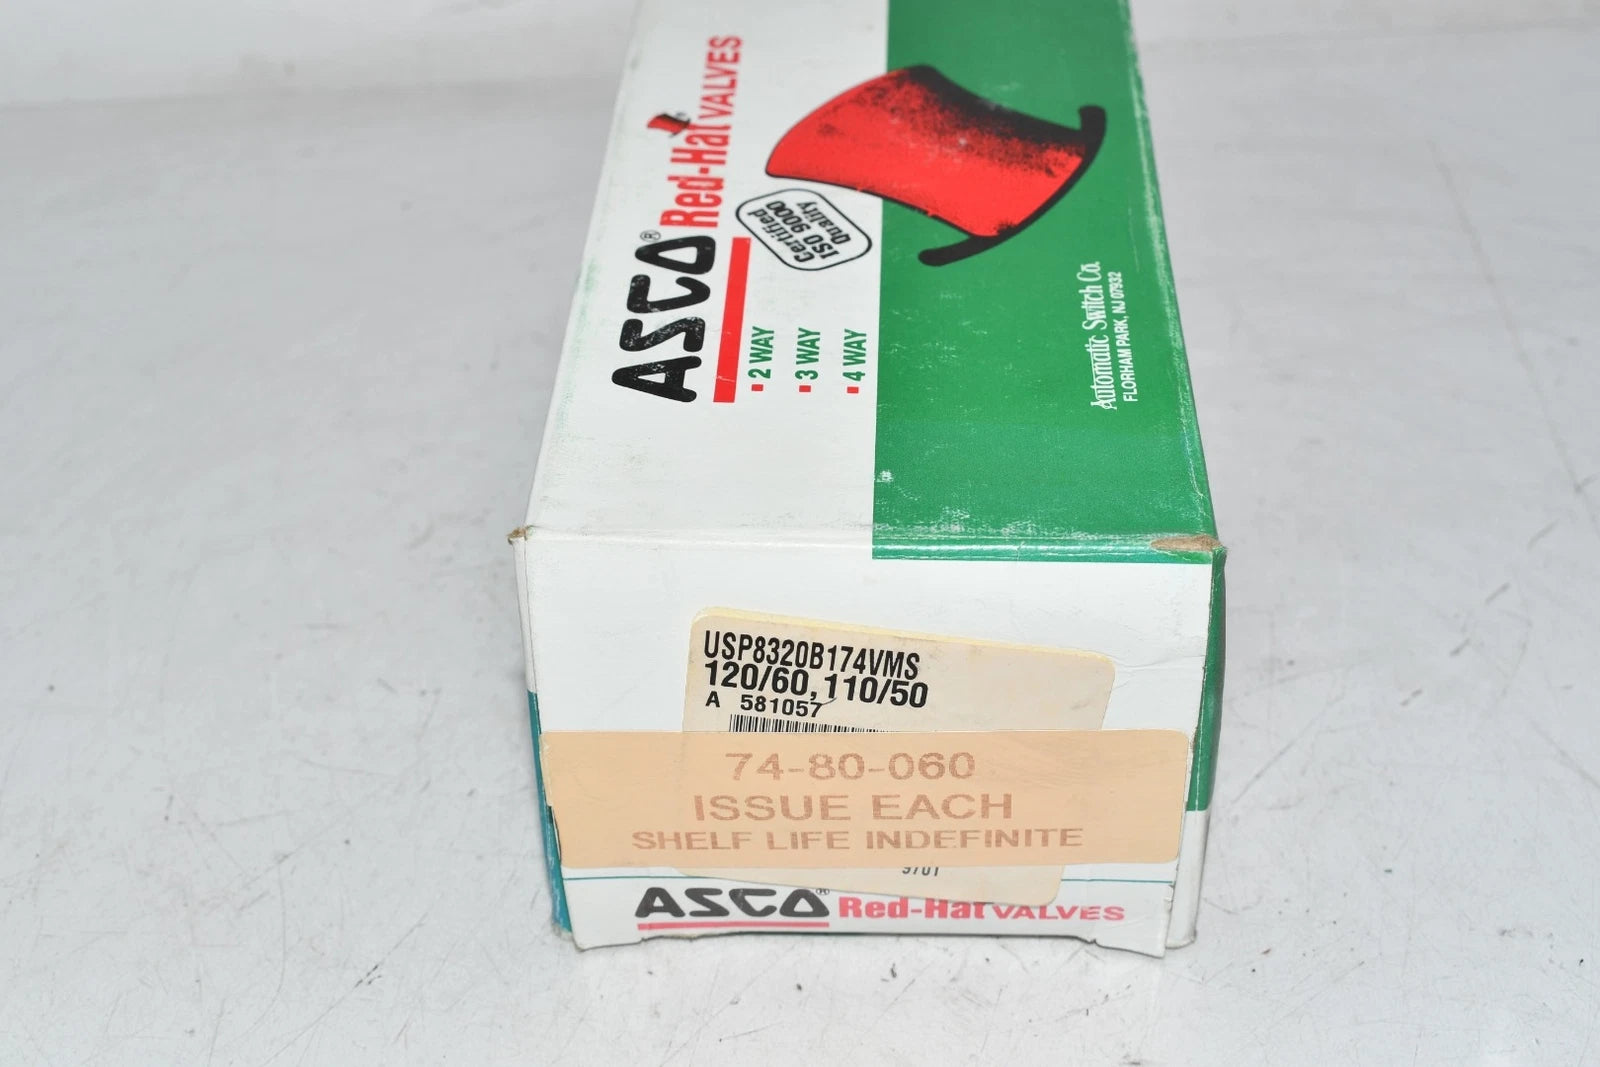 ASCO® Red-Hat VALVES
Certified
ISO 9000
Quality
2 WAY
3 WAY
4 WAY
Automatic Switch Co.
FLORHAM PARK, NJ 07932
USP8320B174VMS
120/60, 110/50
A 581057
74-80-060
ISSUE EACH
SHELF LIFE INDEFINITE
9701
ASCO® Red-Hat VALVES